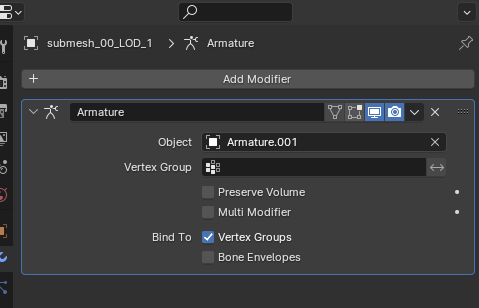 submesh_00_LOD_1 > Armature
+ Add Modifier
Armature
Object Armature.001
Vertex Group
Preserve Volume
Multi Modifier
Bind To Vertex Groups
Bone Envelopes